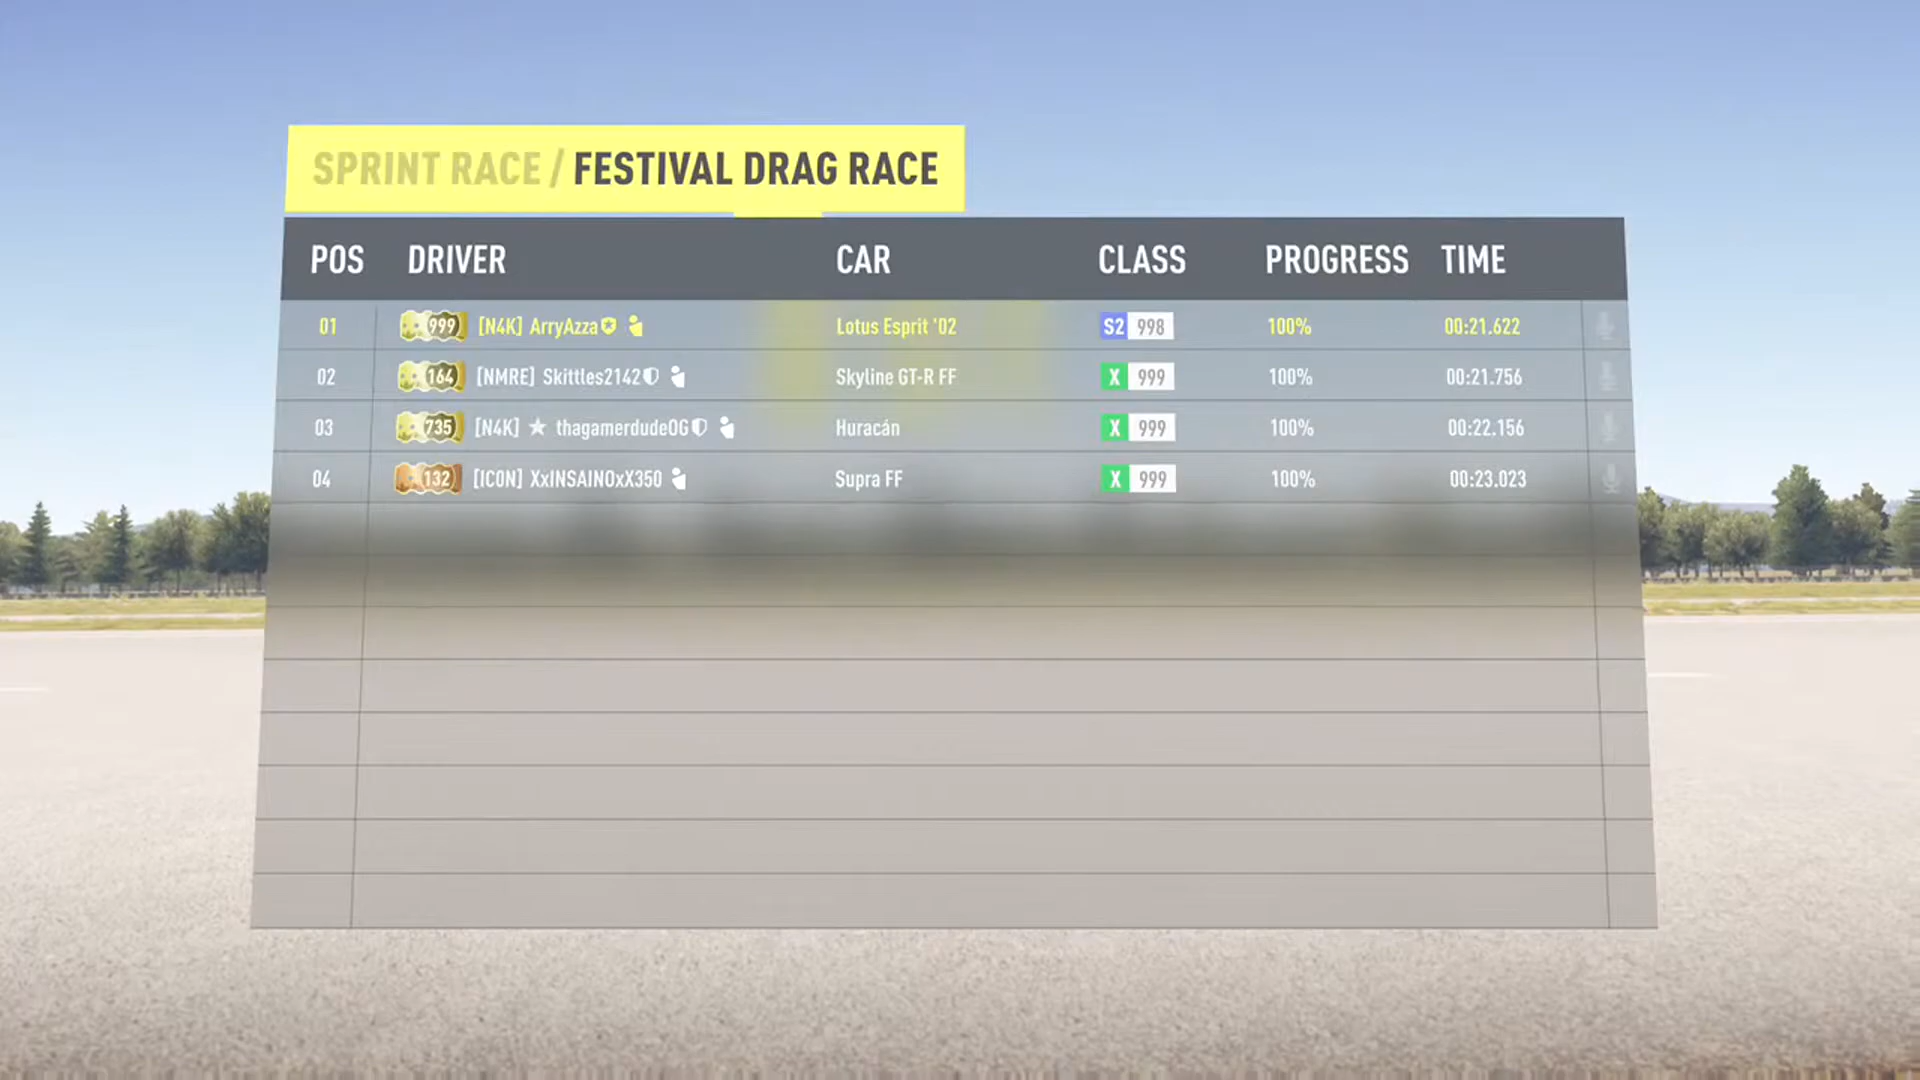 SPRINT RACE / FESTIVAL DRAG RACE
POS DRIVER CAR CLASS PROGRESS TIME
01 999 [N4K] ArryAzza Lotus Esprit '02 S2 998 100% 00:21.622
02 164 [NMRE] Skittles2142 Skyline GT-R FF X 999 100% 00:21.756
03 735 [N4K] ★ thagamerdudeOG Huracán X 999 100% 00:22.156
04 132 [ICON] XxINSAINOxX350 Supra FF X 999 100% 00:23.023